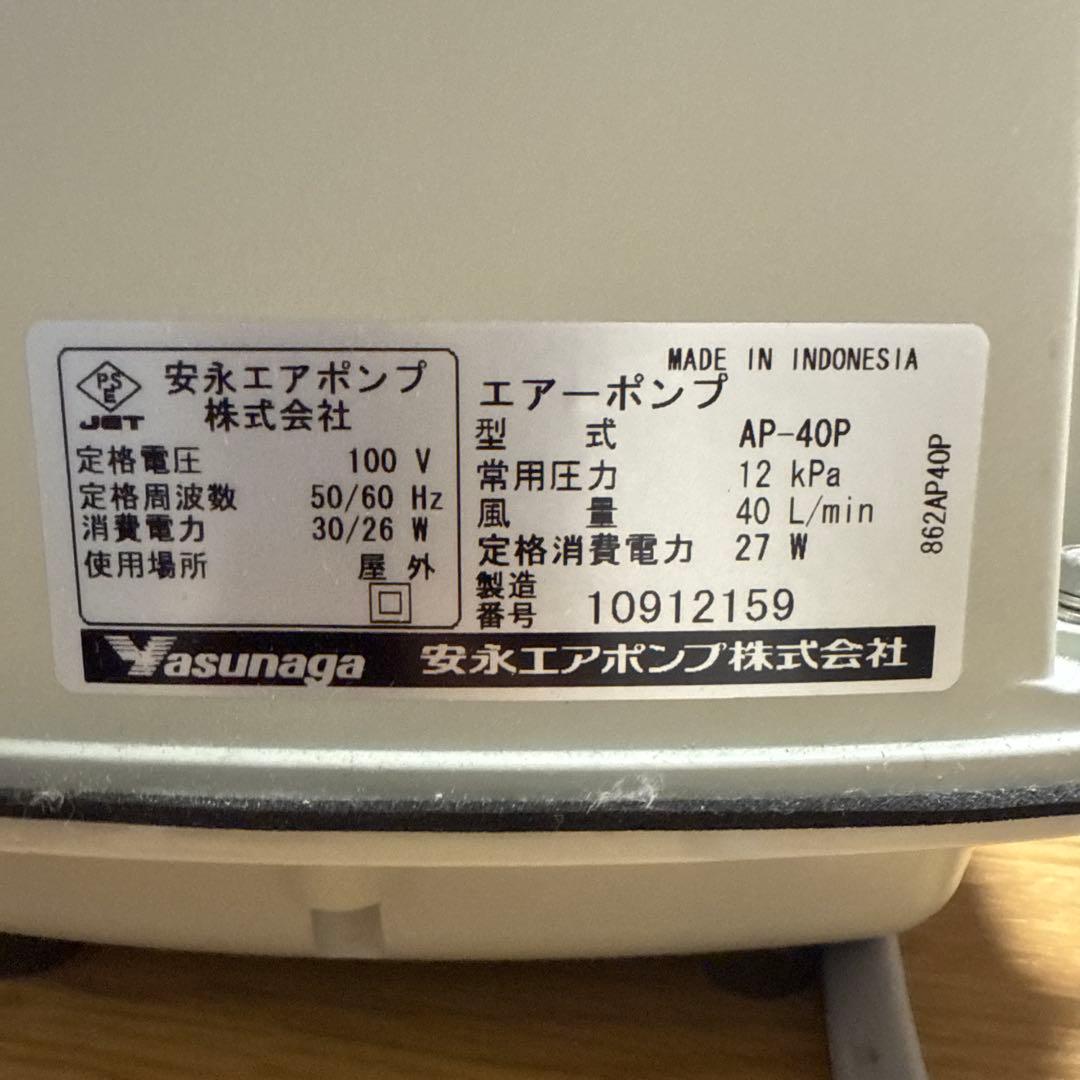 PSE
JET
安永エアポンプ
株式会社
定格電圧 100 V
定格周波数 50/60 Hz
消費電力 30/26 W
使用場所 屋外
MADE IN INDONESIA
エアーポンプ
型式 AP-40P
常用圧力 12 kPa
風量 40 L/min
定格消費電力 27 W
製造
番号 10912159
862AP40P
Yasunaga 安永エアポンプ株式会社